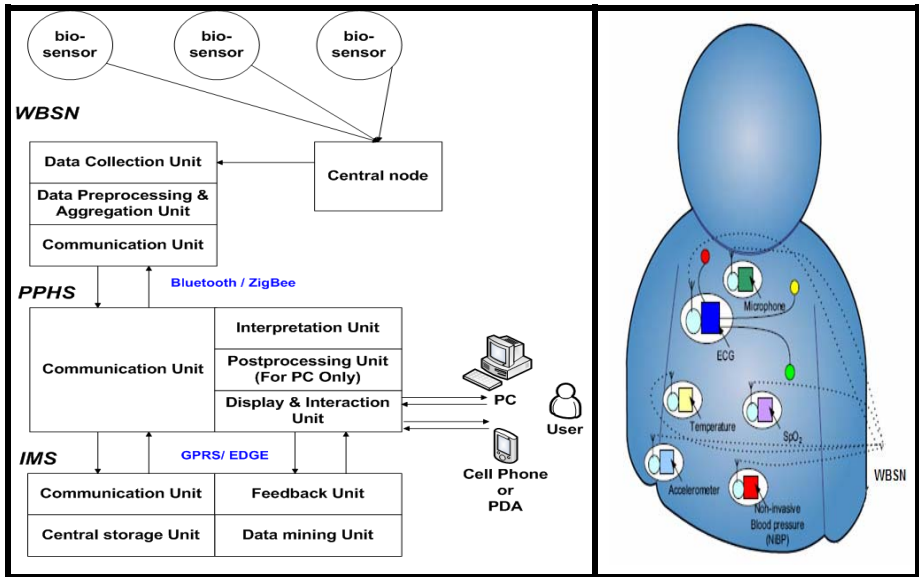 bio-
sensor
bio-
sensor
bio-
sensor
WBSN
Data Collection Unit
Data Preprocessing &
Aggregation Unit
Communication Unit
Central node
Bluetooth / ZigBee
PPHS
Communication Unit
Interpretation Unit
Postprocessing Unit
(For PC Only)
Display & Interaction
Unit
PC
User
Cell Phone
or
PDA
IMS
GPRS/ EDGE
Communication Unit
Feedback Unit
Central storage Unit
Data mining Unit
Microphone
ECG
Temperature
SpO₂
Accelerometer
Non-invasive
Blood pressure
(NiBP)
WBSN